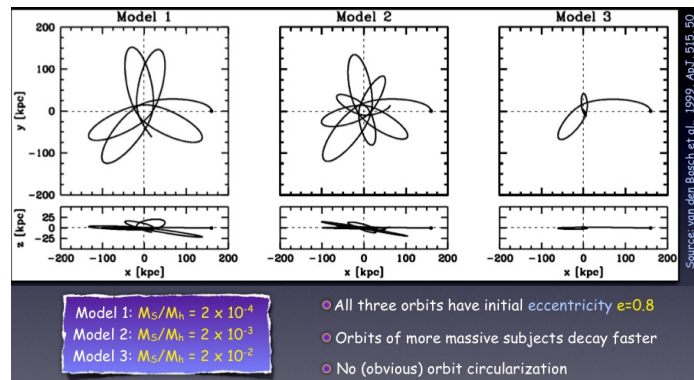 Model 1
Model 2
Model 3
200
100
0
-100
-200
y [kpc]
25
0
-25
z [kpc]
-200 -100 0 100 200
-200 -100 0 100 200
-200 -100 0 100 200
x [kpc]
x [kpc]
x [kpc]
Source: van den Bosch et al., 1999, ApJ, 515, 50
Model 1: MS/Mh = 2 x 10-4
Model 2: MS/Mh = 2 x 10-3
Model 3: MS/Mh = 2 x 10-2
All three orbits have initial eccentricity e=0.8
Orbits of more massive subjects decay faster
No (obvious) orbit circularization